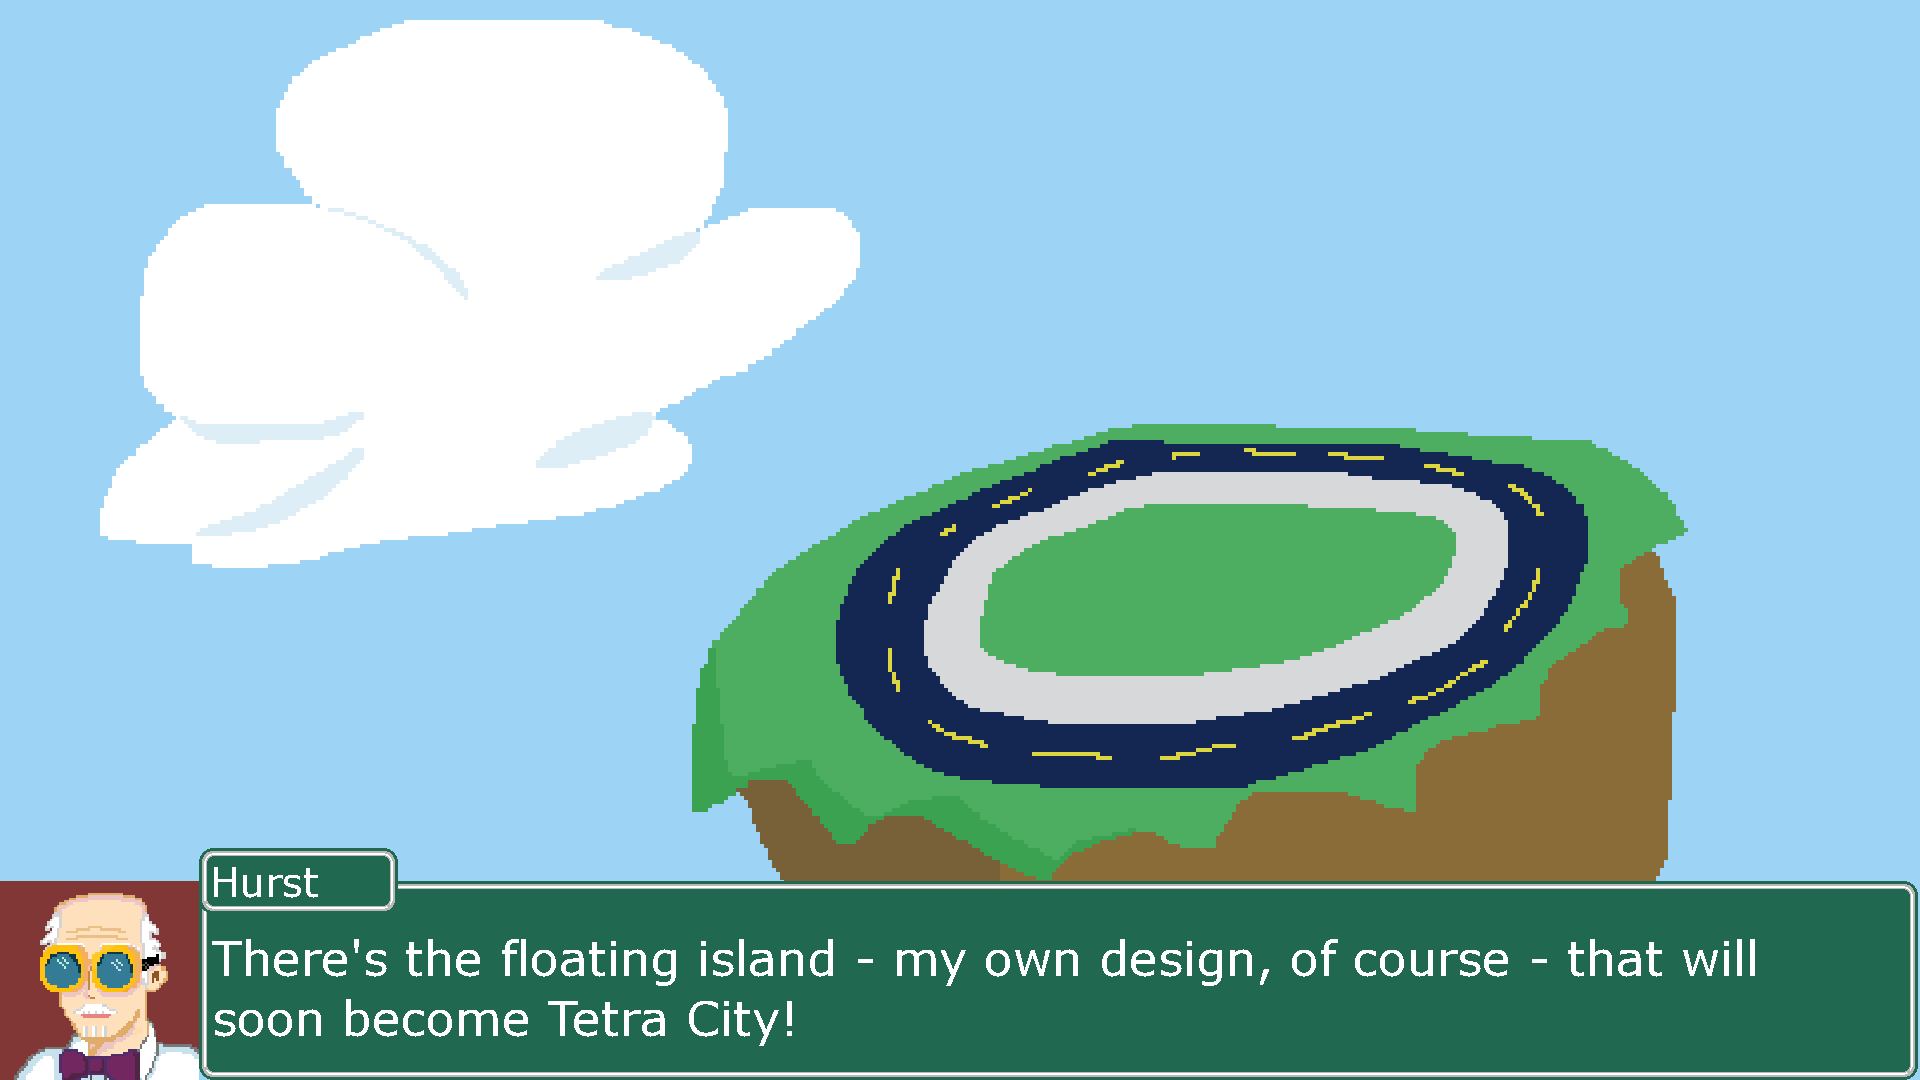 Hurst
There's the floating island - my own design, of course - that will
soon become Tetra City!